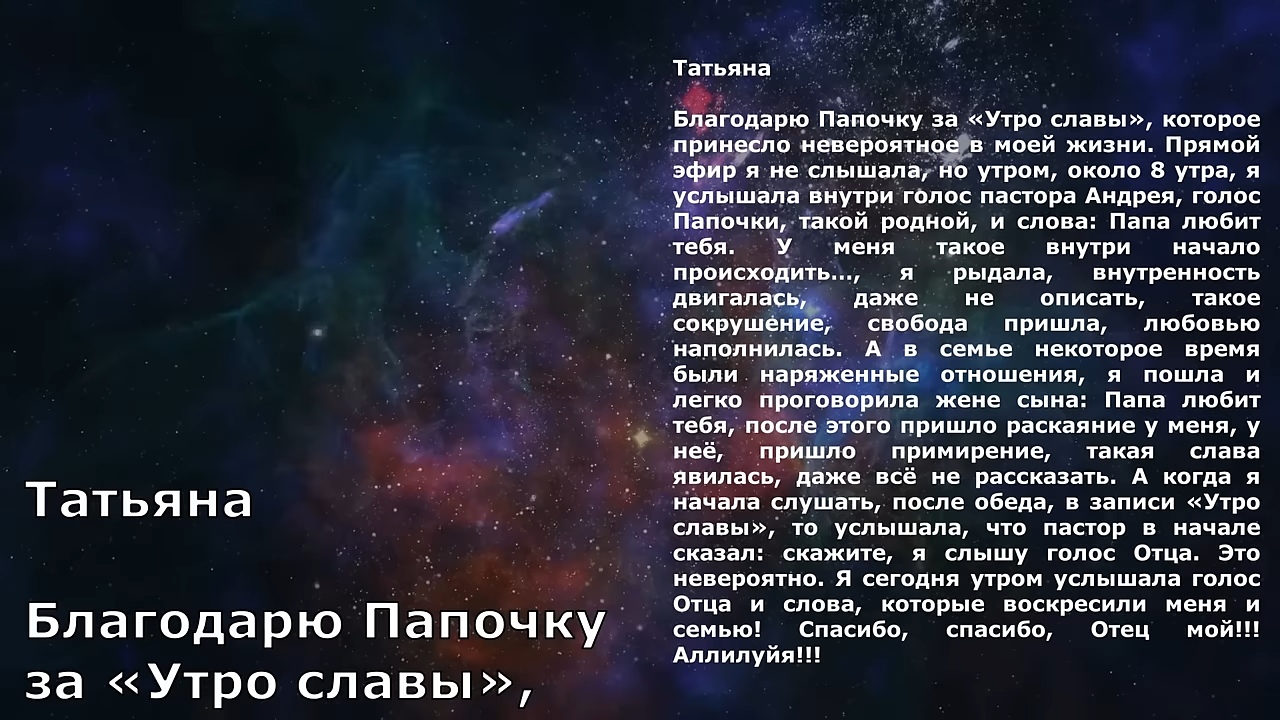 Татьяна
Благодарю Папочку
за «Утро славы»,
Татьяна
Благодарю Папочку за «Утро славы», которое
принесло невероятное в моей жизни. Прямой
эфир я не слышала, но утром, около 8 утра, я
услышала внутри голос пастора Андрея, голос
Папочки, такой родной, и слова: Папа любит
тебя. У меня такое внутри начало
происходить..., я рыдала, внутренность
двигалась, даже не описать, такое
сокрушение, свобода пришла, любовью
наполнилась. А в семье некоторое время
были наряженные отношения, я пошла и
легко проговорила жене сына: Папа любит
тебя, после этого пришло раскаяние у меня, у
неё, пришло примирение, такая слава
явилась, даже всё не рассказать. А когда я
начала слушать, после обеда, в записи «Утро
славы», то услышала, что пастор в начале
сказал: скажите, я слышу голос Отца. Это
невероятно. Я сегодня утром услышала голос
Отца и слова, которые воскресили меня и
семью! Спасибо, спасибо, Отец мой!!!
Аллилуйя!!!